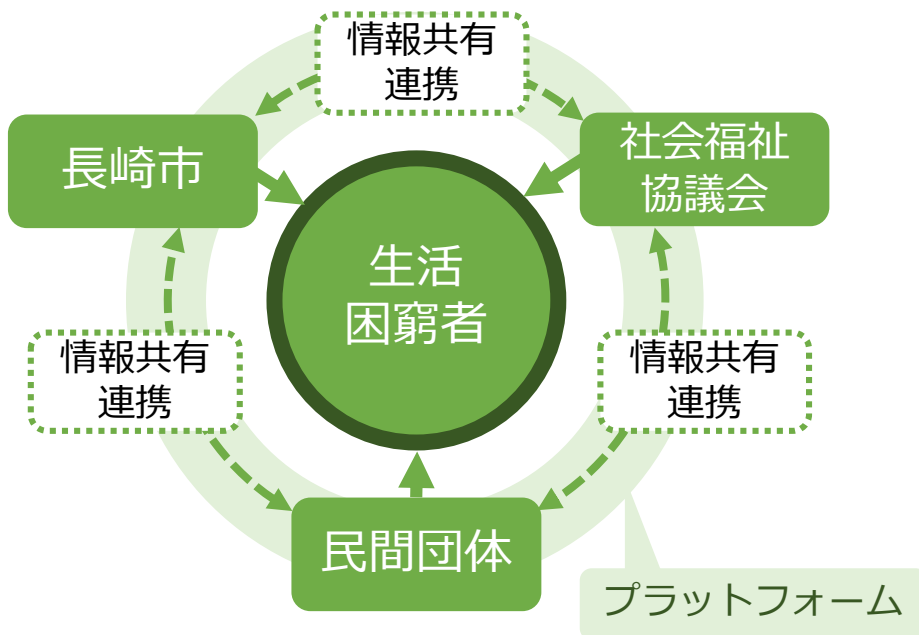 情報共有
連携
長崎市
社会福祉
協議会
生活
困窮者
情報共有
連携
情報共有
連携
民間団体
プラットフォーム